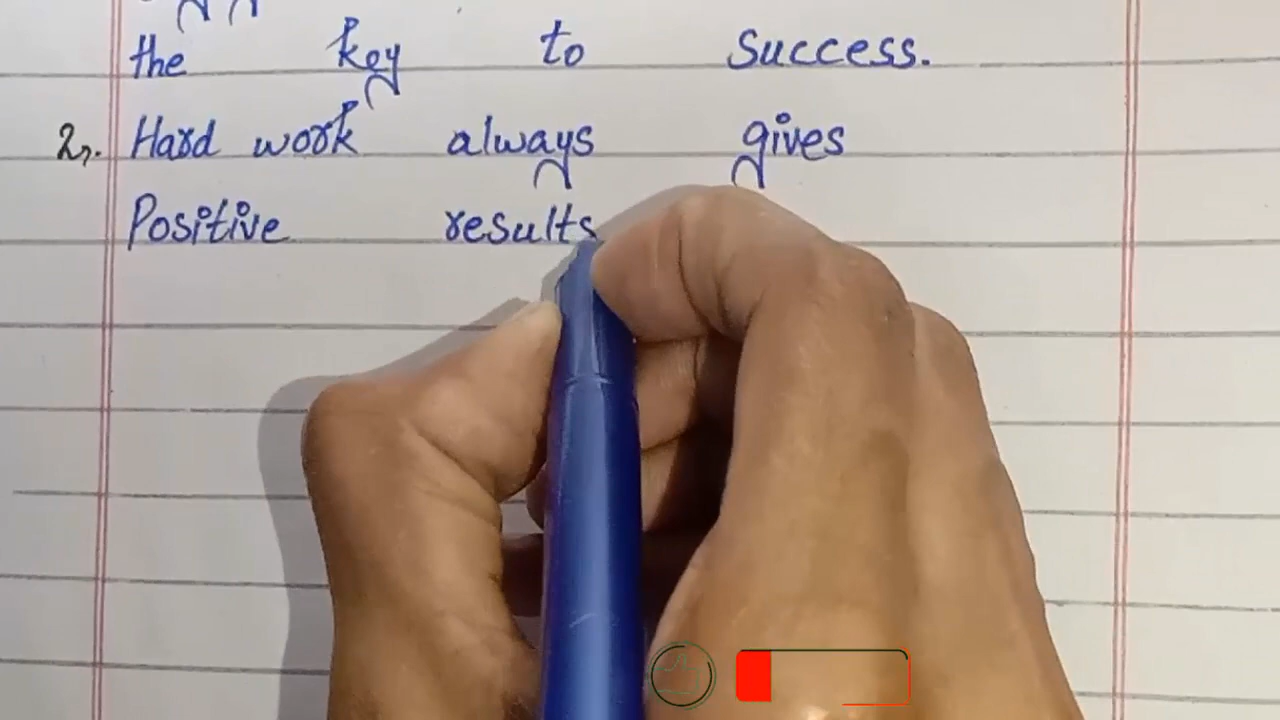 the key to Success.
2. Hard work always gives
Positive results